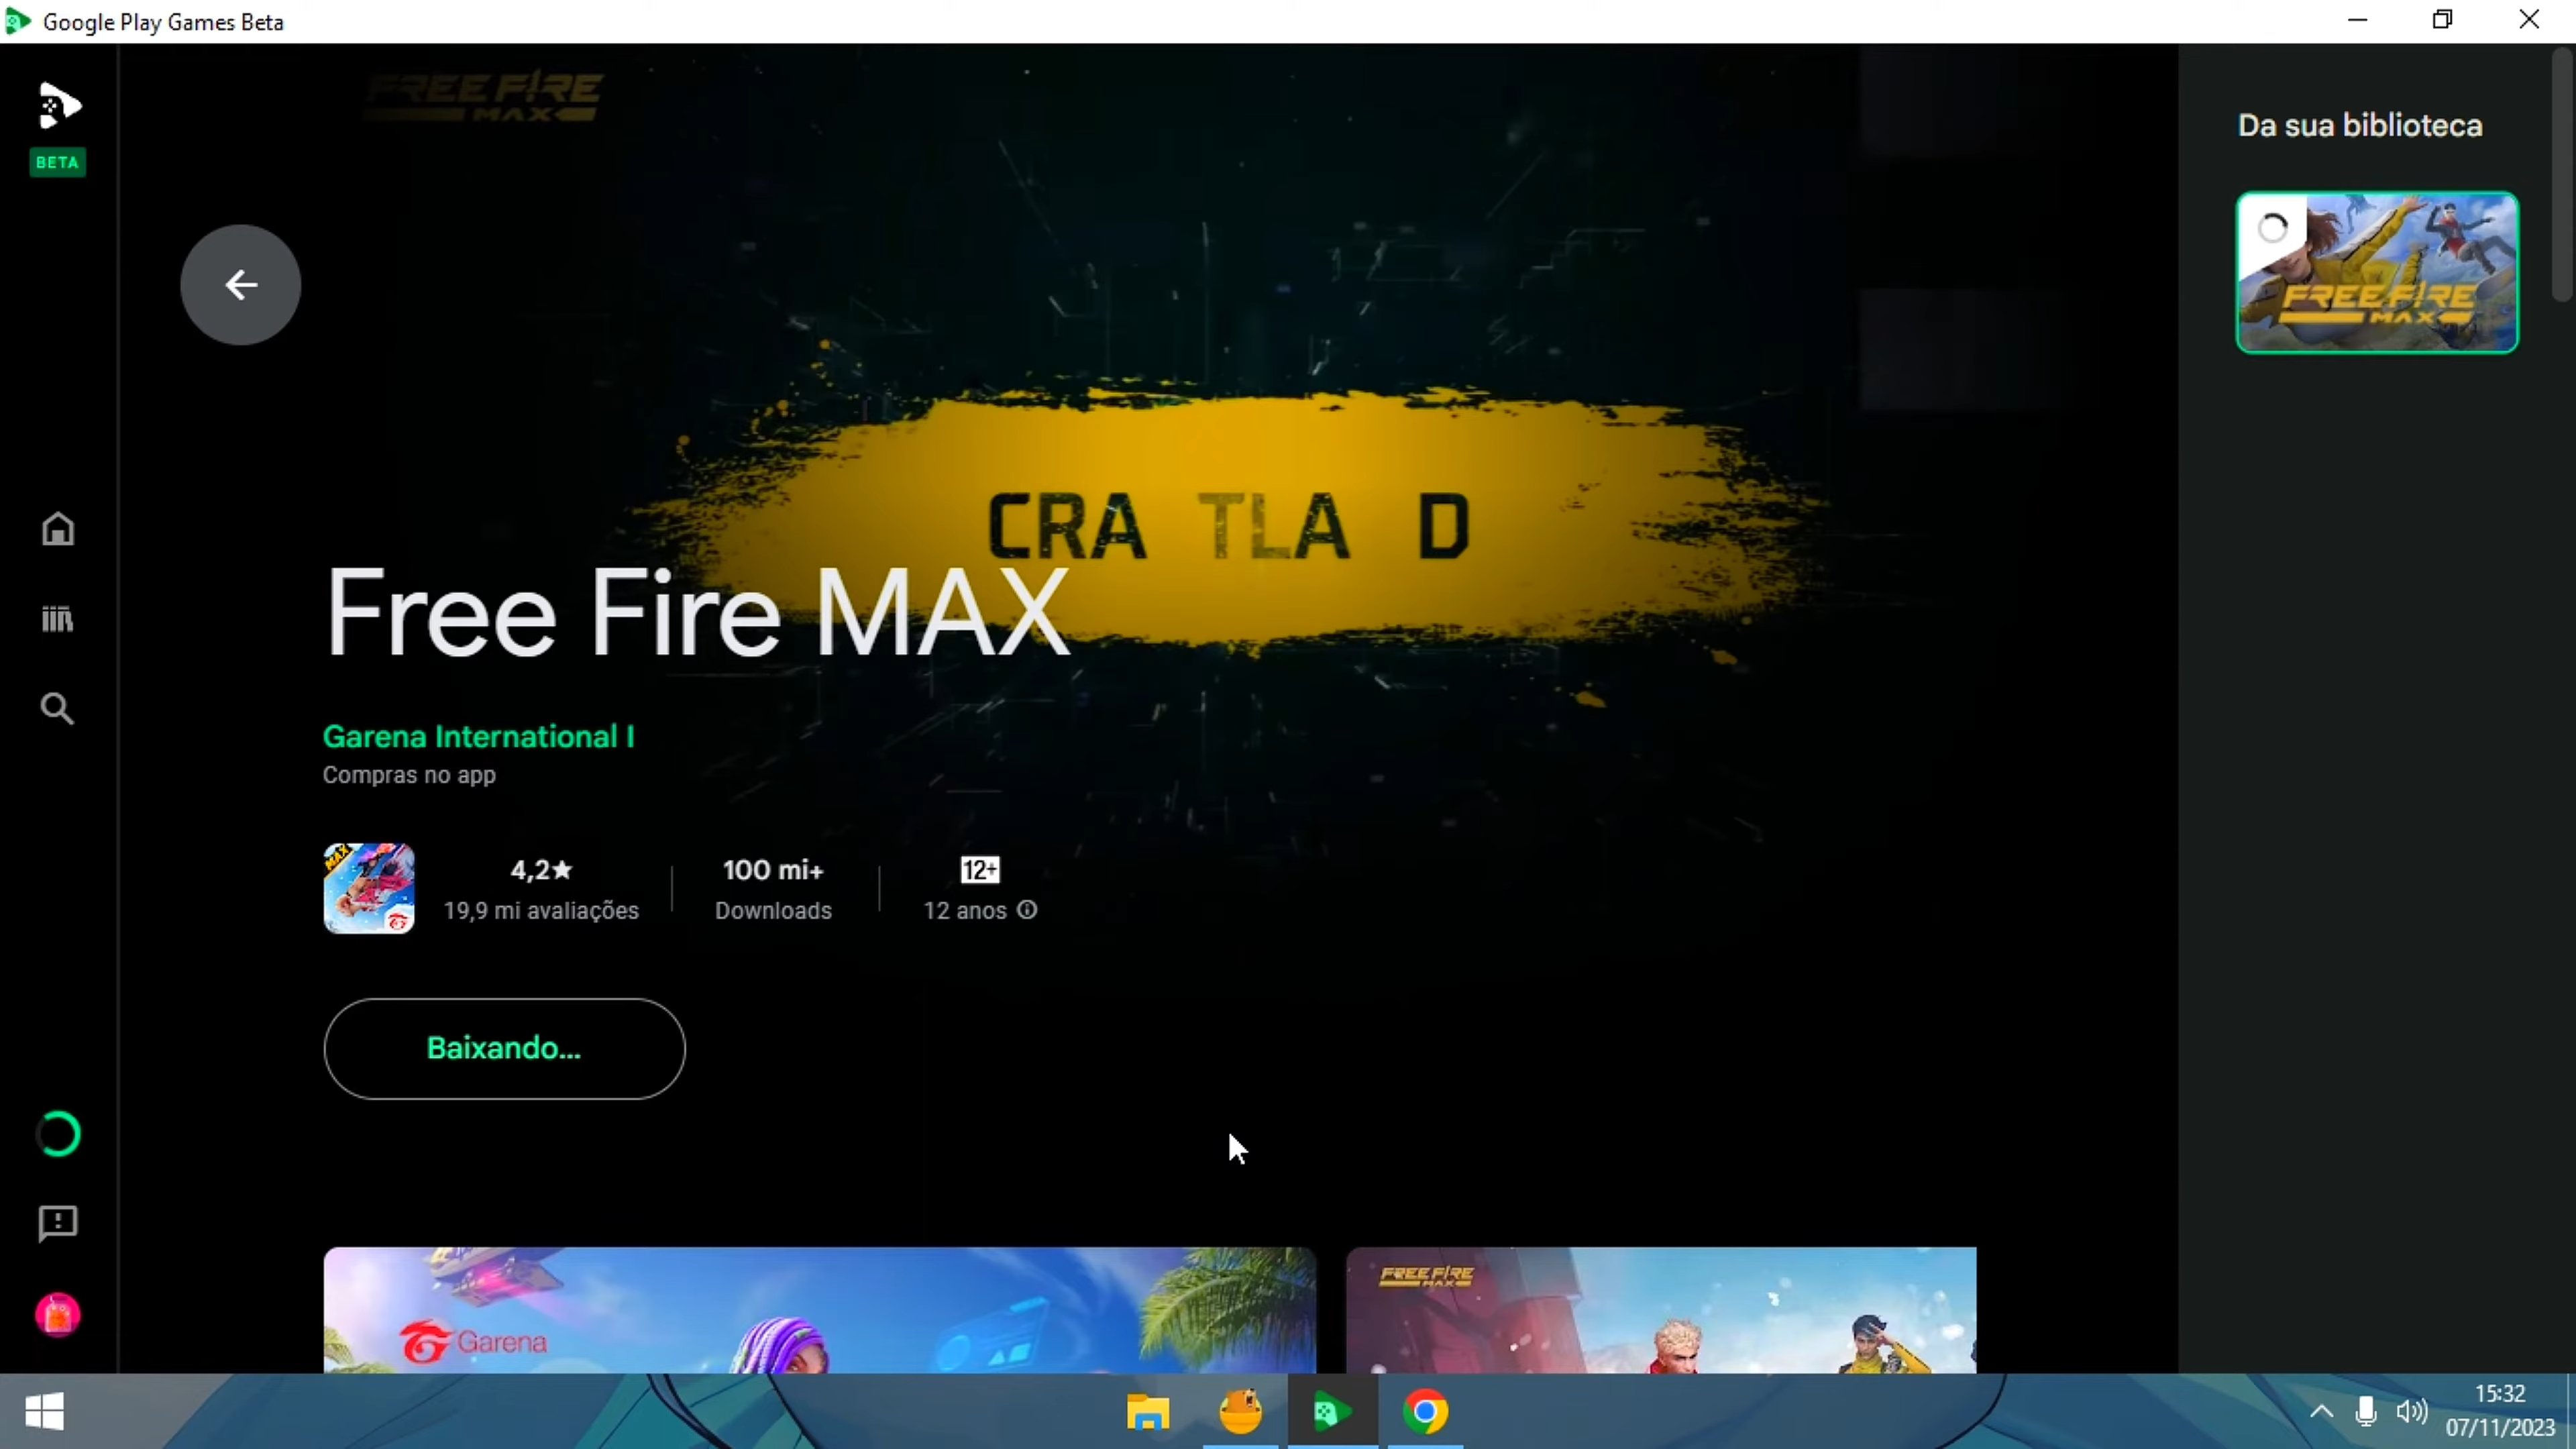 Google Play Games Beta
FREE FIRE
MAX
BETA
Da sua biblioteca
FREE FIRE
MAX
CRA TLA D
Free Fire MAX
Garena International I
Compras no app
MAX
4,2★
19,9 mi avaliações
100 mi+
Downloads
12+
12 anos
Baixando...
Garena
FREE FIRE
MAX
15:32
07/11/2023